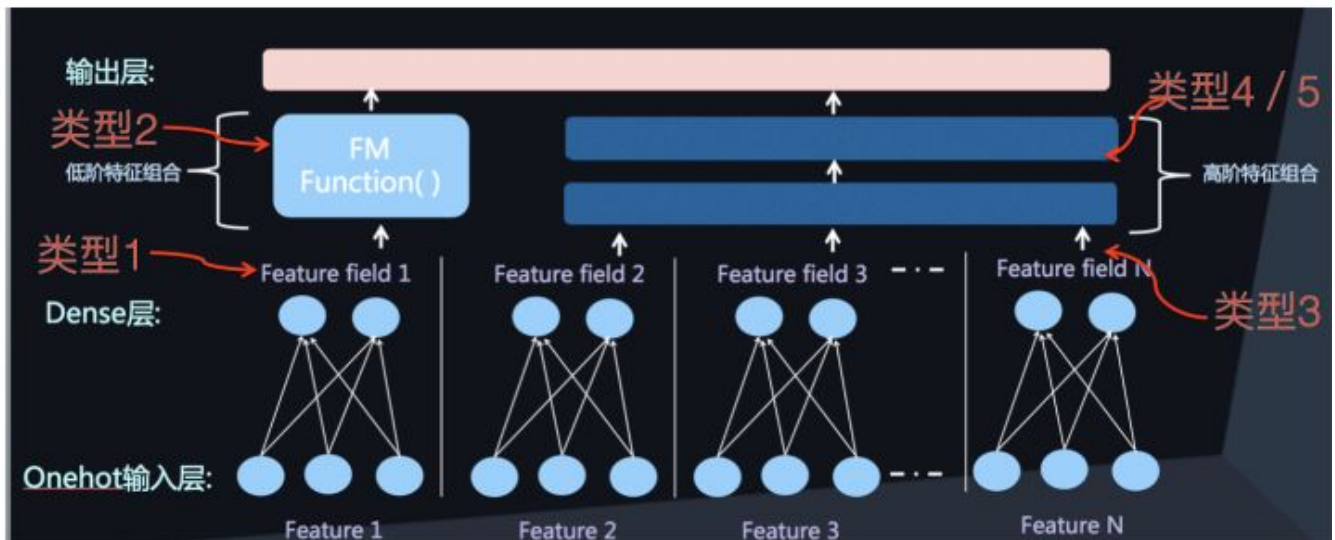 输出层:
类型4 / 5
类型2
FM
Function( )
低阶特征组合
高阶特征组合
类型1
Feature field 1
Feature field 2
Feature field 3
Feature field N
Dense层:
类型3
Onehot输入层:
Feature 1
Feature 2
Feature 3
Feature N